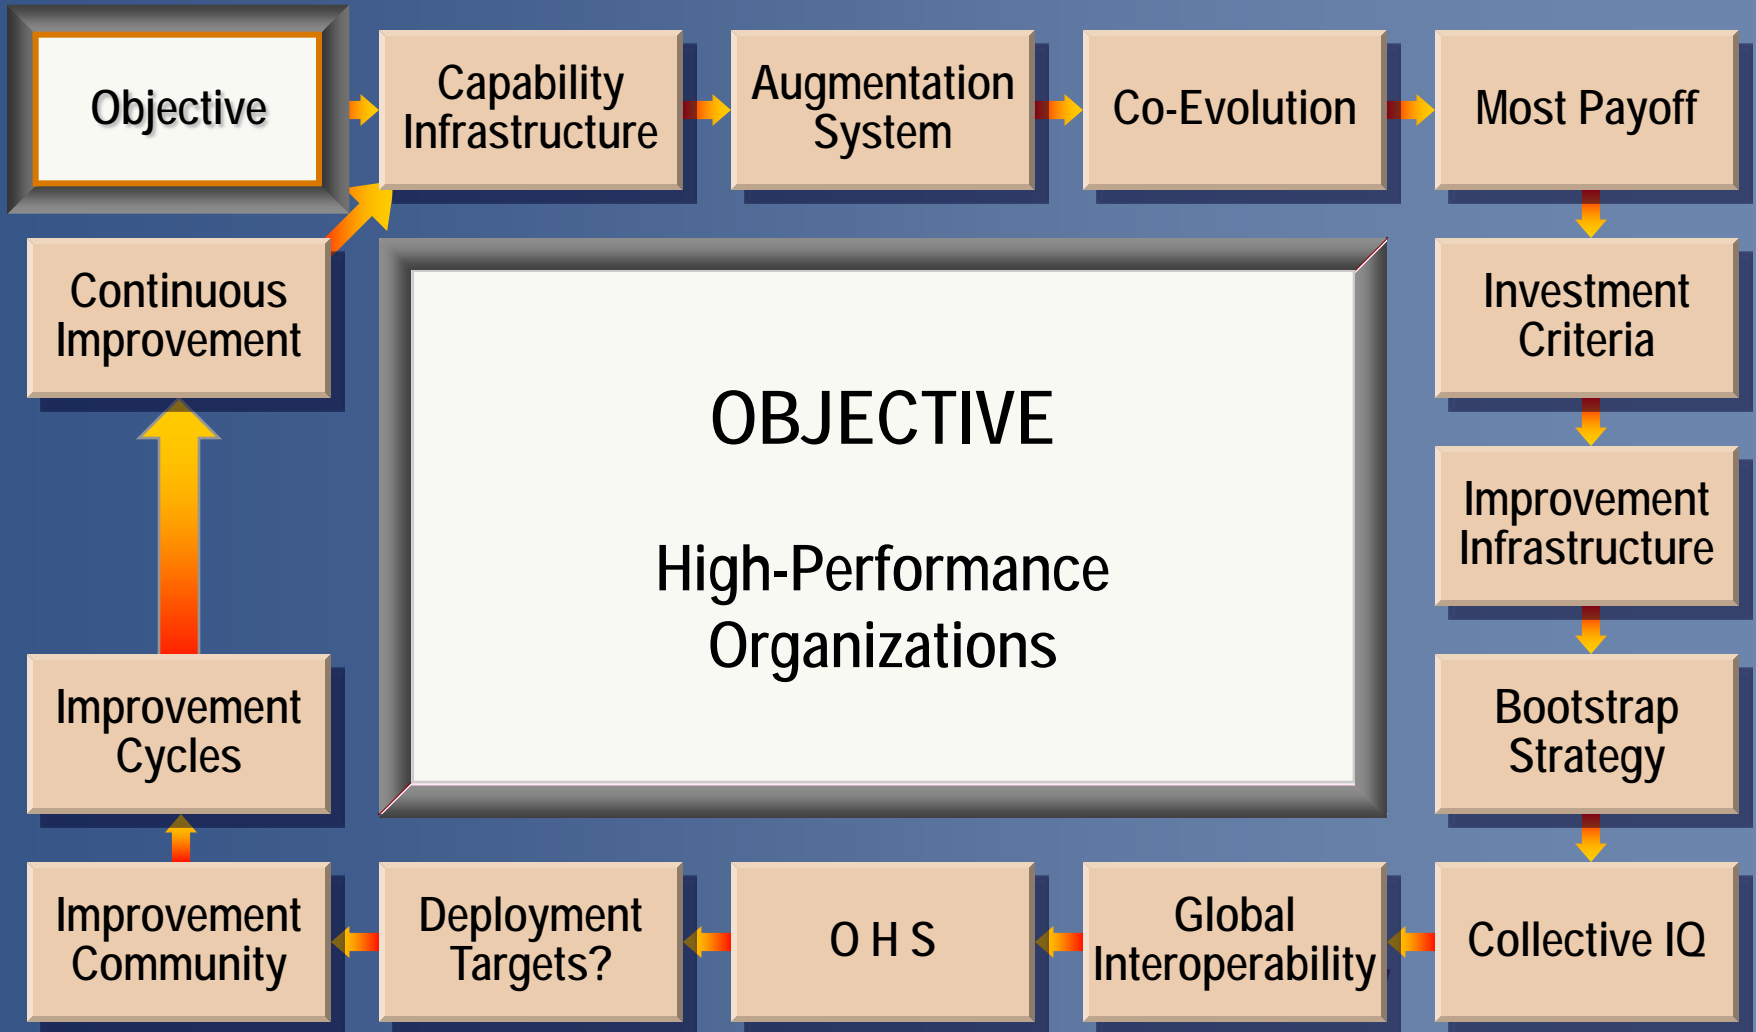 Objective
Capability
Infrastructure
Augmentation
System
Co-Evolution
Most Payoff
Investment
Criteria
Improvement
Infrastructure
Bootstrap
Strategy
Collective IQ
Global
Interoperability
O H S
Deployment
Targets?
Improvement
Community
Improvement
Cycles
Continuous
Improvement
OBJECTIVE
High-Performance
Organizations